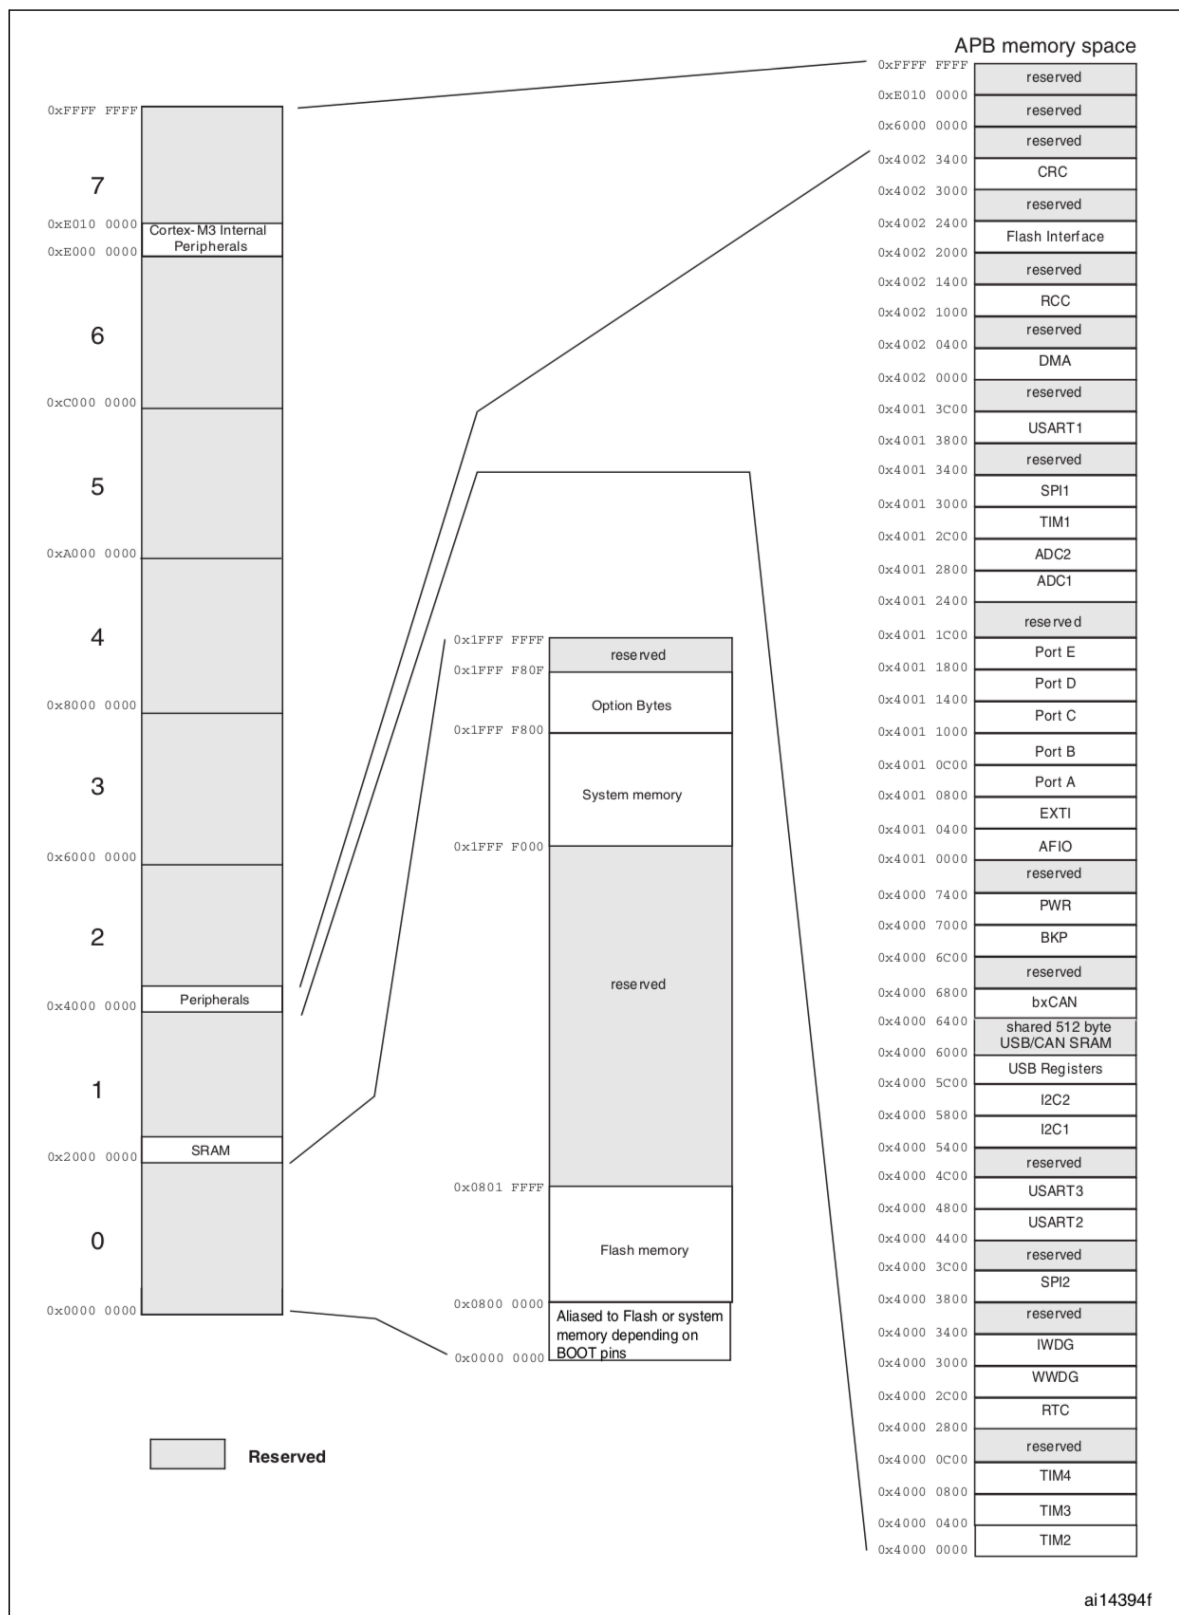 APB memory space
0xFFFF FFFF
7
0xE010 0000
Cortex-M3 Internal
Peripherals
0xE000 0000
6
0xC000 0000
5
0xA000 0000
4
0x8000 0000
3
0x6000 0000
2
Peripherals
0x4000 0000
1
SRAM
0x2000 0000
0
0x0000 0000
Reserved
0x1FFF FFFF
reserved
0x1FFF F80F
Option Bytes
0x1FFF F800
System memory
0x1FFF F000
reserved
0x0801 FFFF
Flash memory
0x0800 0000
Aliased to Flash or system
memory depending on
BOOT pins
0x0000 0000
0xFFFF FFFF
reserved
0xE010 0000
reserved
0x6000 0000
reserved
0x4002 3400
CRC
0x4002 3000
reserved
0x4002 2400
Flash Interface
0x4002 2000
reserved
0x4002 1400
RCC
0x4002 1000
reserved
0x4002 0400
DMA
0x4002 0000
reserved
0x4001 3C00
USART1
0x4001 3800
reserved
0x4001 3400
SPI1
0x4001 3000
TIM1
0x4001 2C00
ADC2
0x4001 2800
ADC1
0x4001 2400
reserved
0x4001 1C00
Port E
0x4001 1800
Port D
0x4001 1400
Port C
0x4001 1000
Port B
0x4001 0C00
Port A
0x4001 0800
EXTI
0x4001 0400
AFIO
0x4001 0000
reserved
0x4000 7400
PWR
0x4000 7000
BKP
0x4000 6C00
reserved
0x4000 6800
bxCAN
0x4000 6400
shared 512 byte
USB/CAN SRAM
0x4000 6000
USB Registers
0x4000 5C00
I2C2
0x4000 5800
I2C1
0x4000 5400
reserved
0x4000 4C00
USART3
0x4000 4800
USART2
0x4000 4400
reserved
0x4000 3C00
SPI2
0x4000 3800
reserved
0x4000 3400
IWDG
0x4000 3000
WWDG
0x4000 2C00
RTC
0x4000 2800
reserved
0x4000 0C00
TIM4
0x4000 0800
TIM3
0x4000 0400
TIM2
0x4000 0000
ai14394f